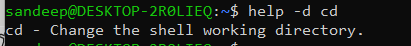 sandeep@DESKTOP-2R0LIEQ:~$ help -d cd
cd - Change the shell working directory.